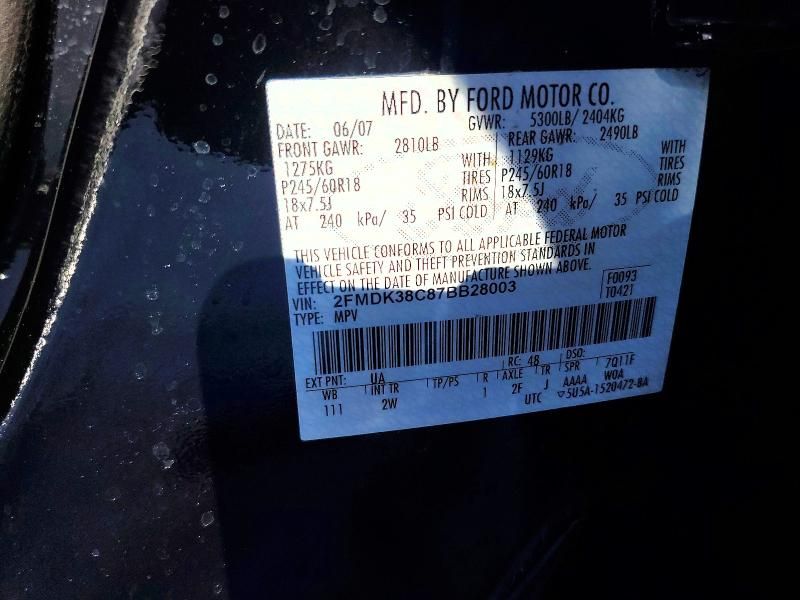 MFD. BY FORD MOTOR CO.
DATE: 06/07 GVWR: 5300LB/ 2404KG
FRONT GAWR: 2810LB REAR GAWR: 2490LB
1275KG WITH 1129KG WITH
P245/60R18 TIRES P245/60R18 TIRES
18x7.5J RIMS 18x7.5J RIMS
AT 240 kPa/ 35 PSI COLD AT 240 kPa/ 35 PSI COLD
THIS VEHICLE CONFORMS TO ALL APPLICABLE FEDERAL MOTOR
VEHICLE SAFETY AND THEFT PREVENTION STANDARDS IN
EFFECT ON THE DATE OF MANUFACTURE SHOWN ABOVE.
VIN: 2FMDK38C87BB28003 F0093
TYPE: MPV T0421
EXT PNT: UA RC: 48 DSO: 7Q11F
WB INT TR TP/PS R AXLE TR SPR WOA
111 2W 1 2F J AAAA
UTC ▽5U5A-1520472-BA